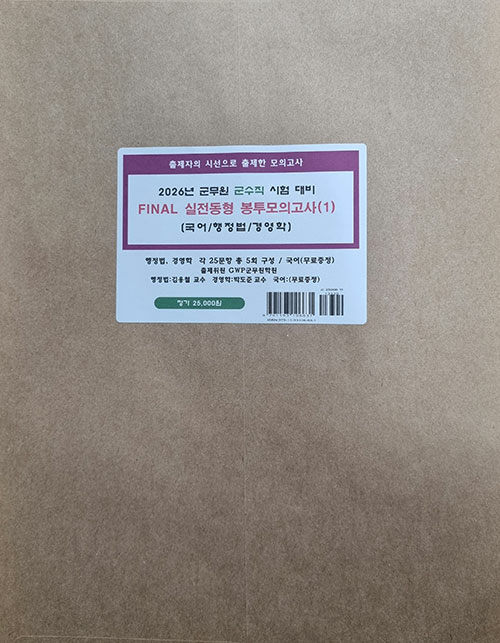 출제자의 시선으로 출제한 모의고사
2026년 군무원 군수직 시험 대비
FINAL 실전동형 봉투모의고사(1)
(국어/행정법/경영학)
행정법, 경영학 각 25문항 총 5회 구성 / 국어(무료증정)
출제위원 GWP군무원학원
행정법:김용철 교수 경영학:박도준 교수 국어:(무료증정)
정가 25,000원